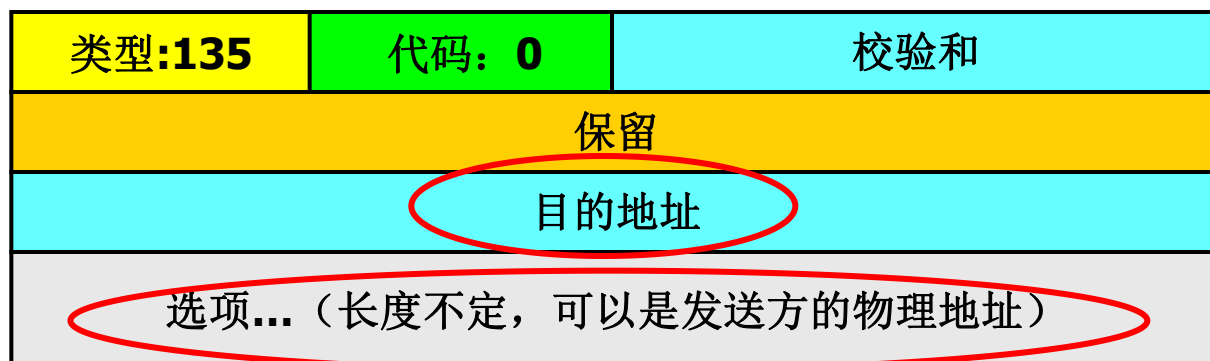 类型:135 代码：0 校验和
保留
目的地址
选项...（长度不定，可以是发送方的物理地址）